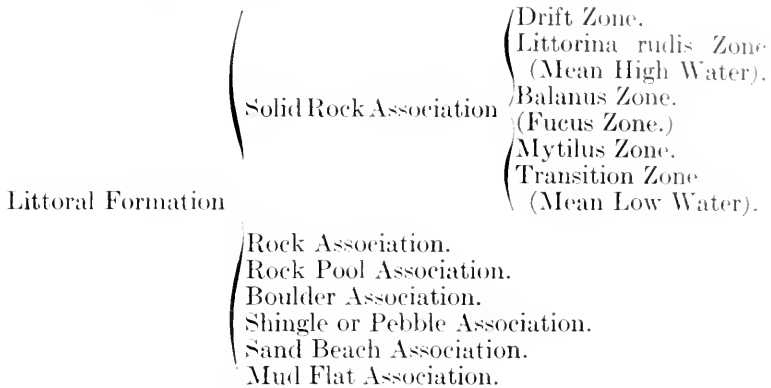 Drift Zone.
Littorina rudis Zone
(Mean High Water).
Solid Rock Association
Balanus Zone.
(Fucus Zone.)
Mytilus Zone.
Transition Zone
(Mean Low Water).
Littoral Formation
Rock Association.
Rock Pool Association.
Boulder Association.
Shingle or Pebble Association.
Sand Beach Association.
Mud Flat Association.